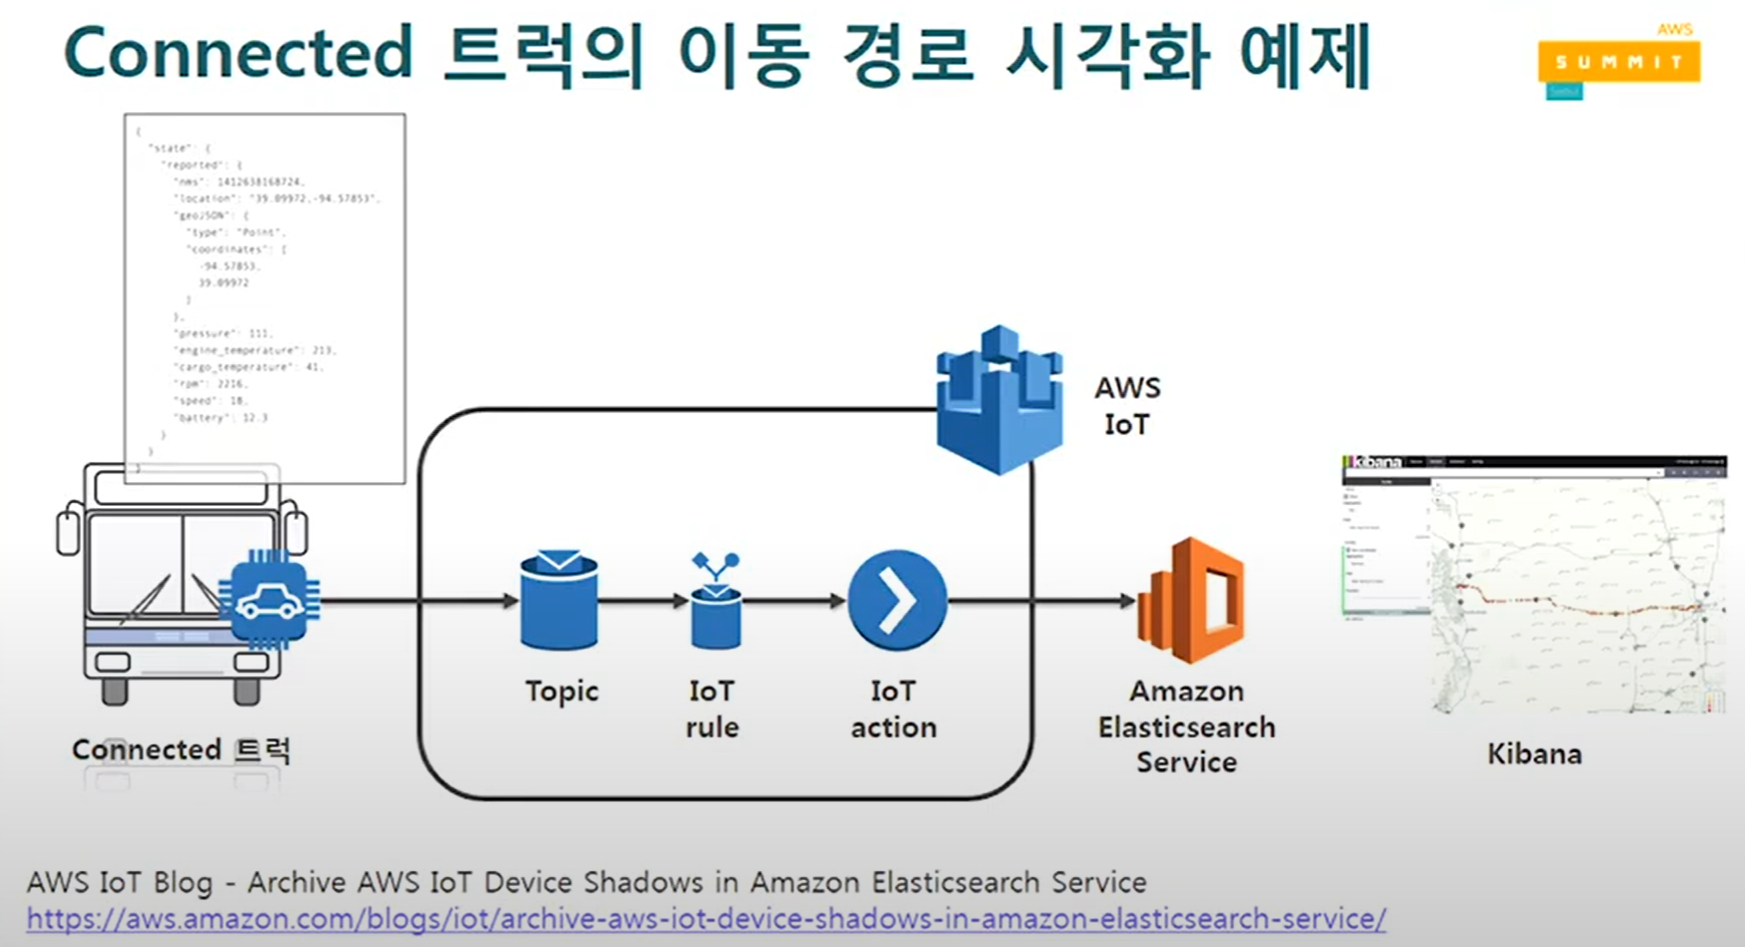 Connected 트럭의 이동 경로 시각화 예제
AWS
SUMMIT
Seoul
{
"state": {
"reported": {
"nms": 1412638168724,
"location": "39.09972,-94.57853",
"geoJSON": {
"type": "Point",
"coordinates": [
-94.57853,
39.09972
]
},
"pressure": 111,
"engine_temperature": 213,
"cargo_temperature": 41,
"rpm": 2216,
"speed": 18,
"battery": 12.3
}
}
}
AWS
IoT
kibana
Topic
IoT
rule
IoT
action
Amazon
Elasticsearch
Service
Connected 트럭
Kibana
AWS IoT Blog - Archive AWS IoT Device Shadows in Amazon Elasticsearch Service
https://aws.amazon.com/blogs/iot/archive-aws-iot-device-shadows-in-amazon-elasticsearch-service/